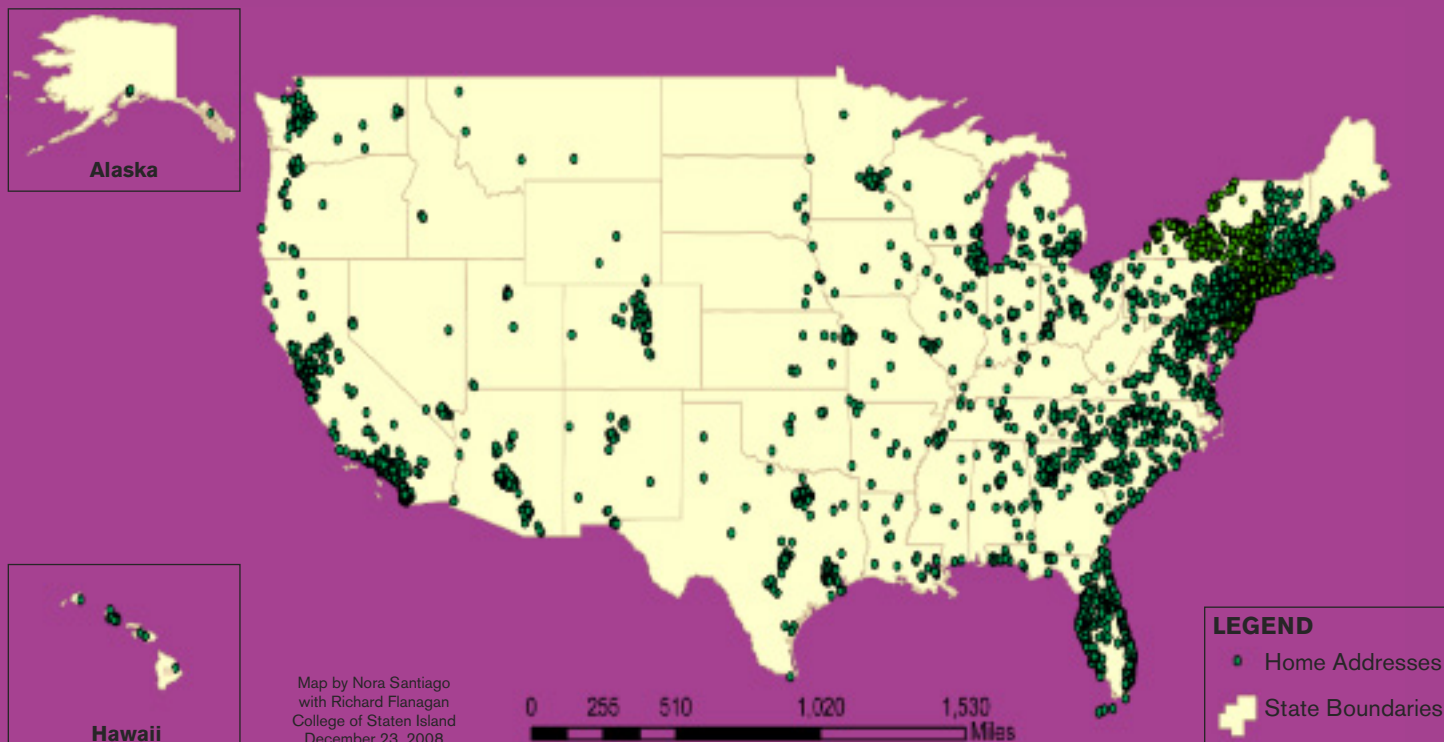 Alaska
Hawaii
Map by Nora Santiago
with Richard Flanagan
College of Staten Island
December 23, 2008
0 255 510 1,020 1,530
Miles
LEGEND
Home Addresses
State Boundaries